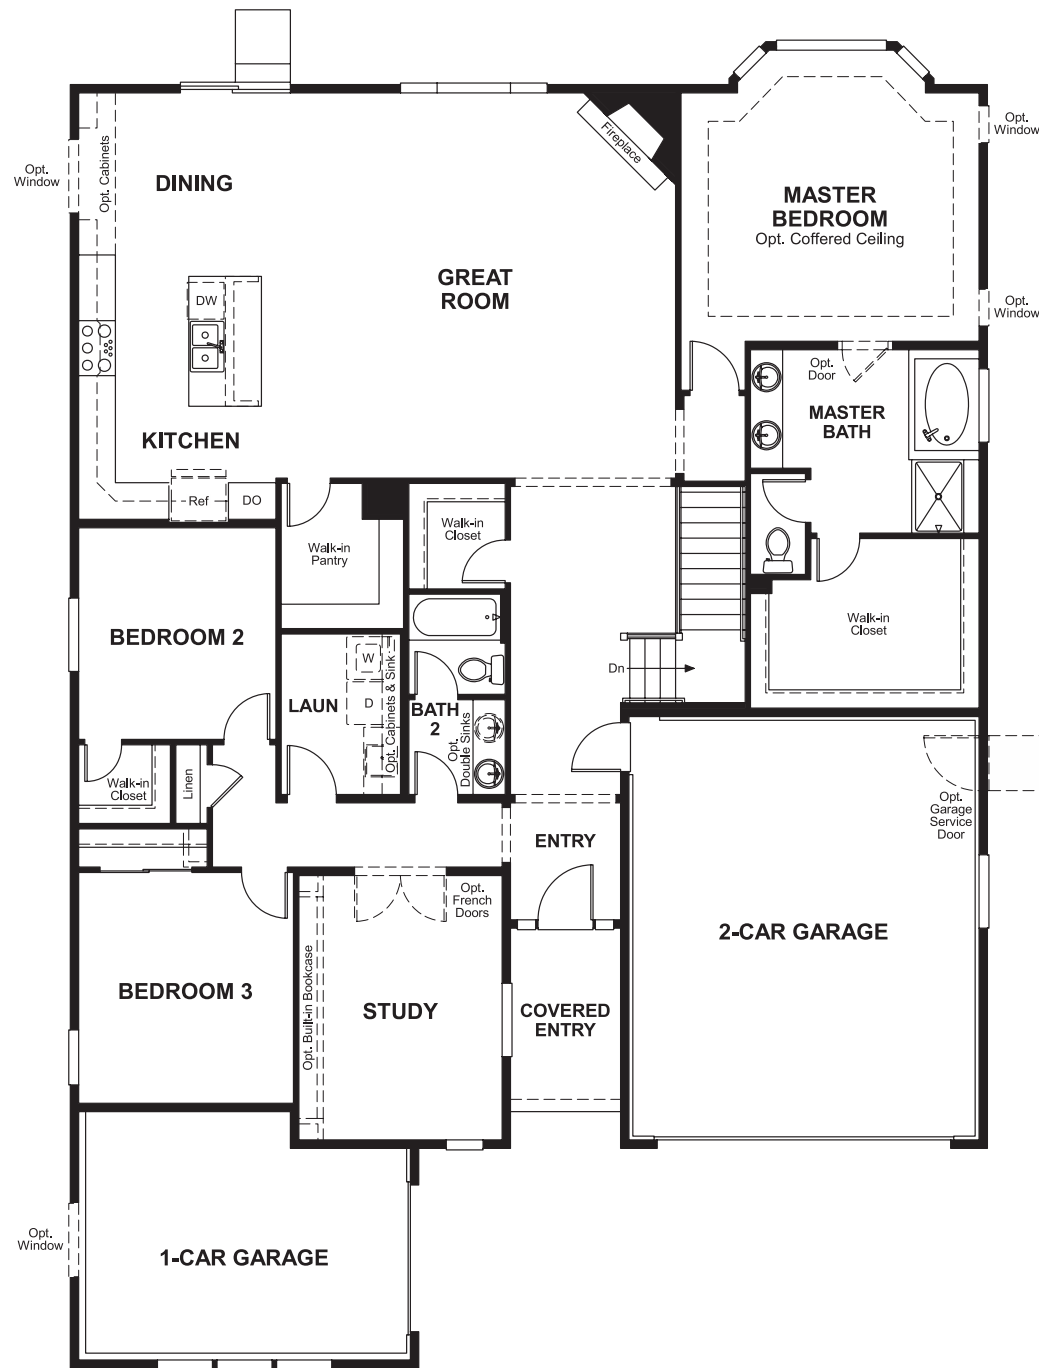 Opt.
Window
Opt. Cabinets
DINING
Fireplace
MASTER
BEDROOM
Opt. Coffered Ceiling
Opt.
Window
GREAT
ROOM
Opt.
Window
DW
KITCHEN
Ref
DO
Opt.
Door
MASTER
BATH
Walk-in
Pantry
Walk-in
Closet
Walk-in
Closet
BEDROOM 2
W
D
LAUN
Opt. Cabinets & Sink
BATH
2
Opt.
Double Sinks
Dn
Walk-in
Closet
Linen
ENTRY
Opt.
Garage
Service
Door
Opt.
French
Doors
2-CAR GARAGE
BEDROOM 3
Opt. Built-in Bookcase
STUDY
COVERED
ENTRY
Opt.
Window
1-CAR GARAGE